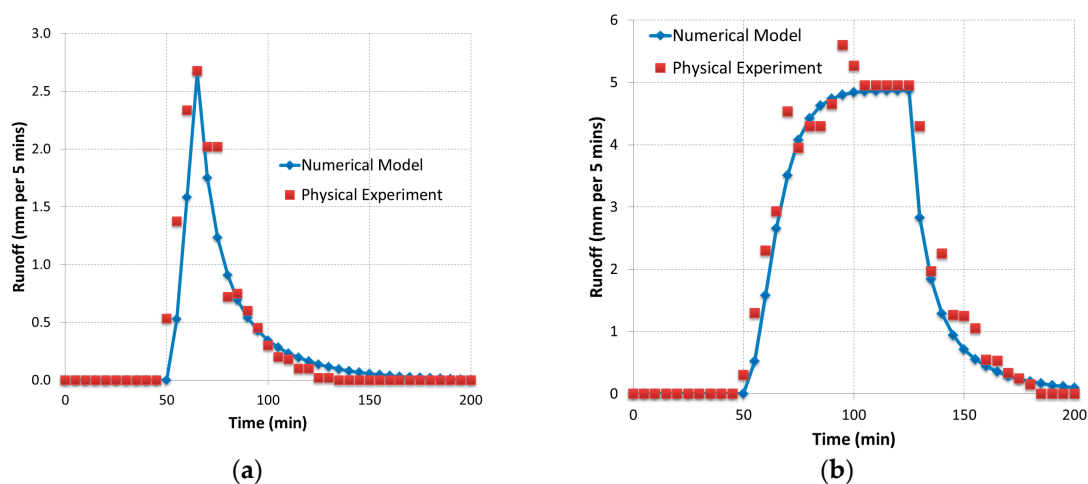 3.0
2.5
2.0
1.5
1.0
0.5
0.0
Runoff (mm per 5 mins)
Numerical Model
Physical Experiment
0
50
100
150
200
Time (min)
(a)
6
5
4
3
2
1
0
Runoff (mm per 5 mins)
Numerical Model
Physical Experiment
0
50
100
150
200
Time (min)
(b)